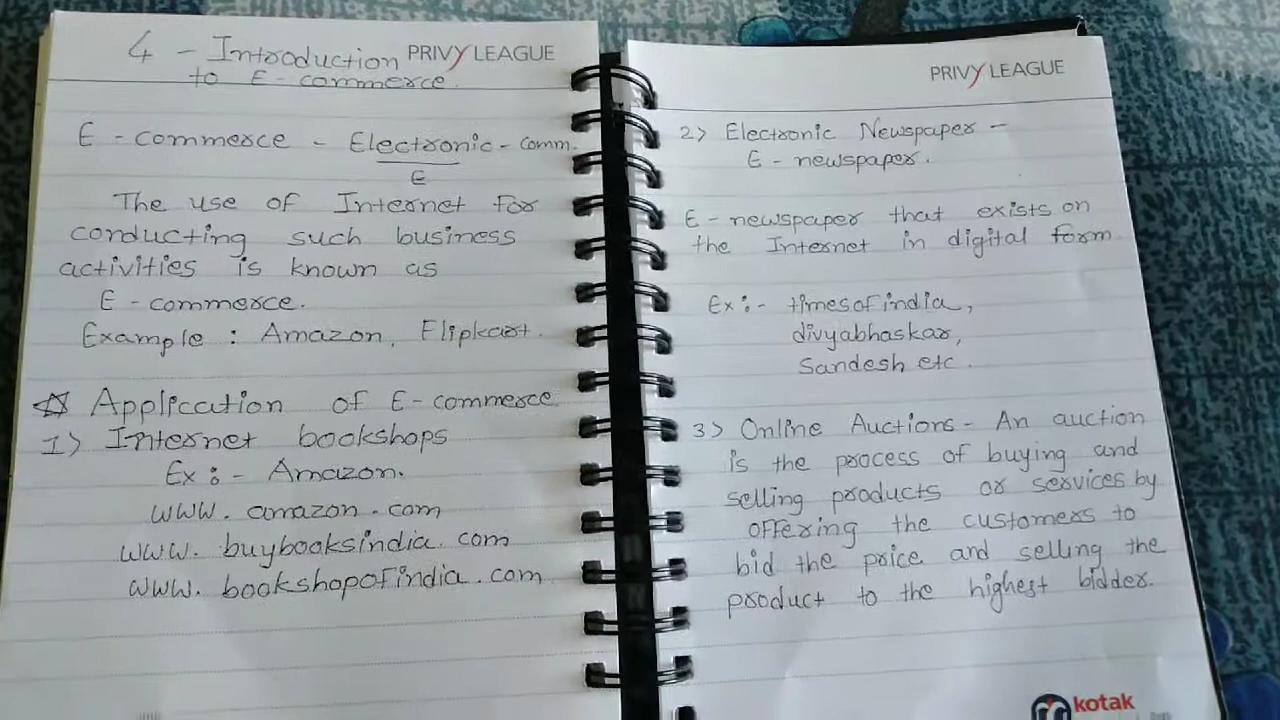 4 - Introduction
PRIVY LEAGUE
to E-commerce.
E-commerce - Electronic-comm.
E
The use of Internet for
conducting such business
activities is known as
E-commerce.
Example : Amazon, Flipkart.
☆ Application of E-commerce
1) Internet bookshops
Ex :- Amazon.
www.amazon.com
www.buybooksindia.com
www.bookshopofindia.com
PRIVY LEAGUE
2) Electronic Newspaper -
E-newspaper.
E-newspaper that exists on
the Internet in digital form
Ex :- timesofindia,
divyabhaskar,
Sandesh etc.
3) Online Auctions - An auction
is the process of buying and
selling products or services by
offering the customers to
bid the price and selling the
product to the highest bidder.
kotak